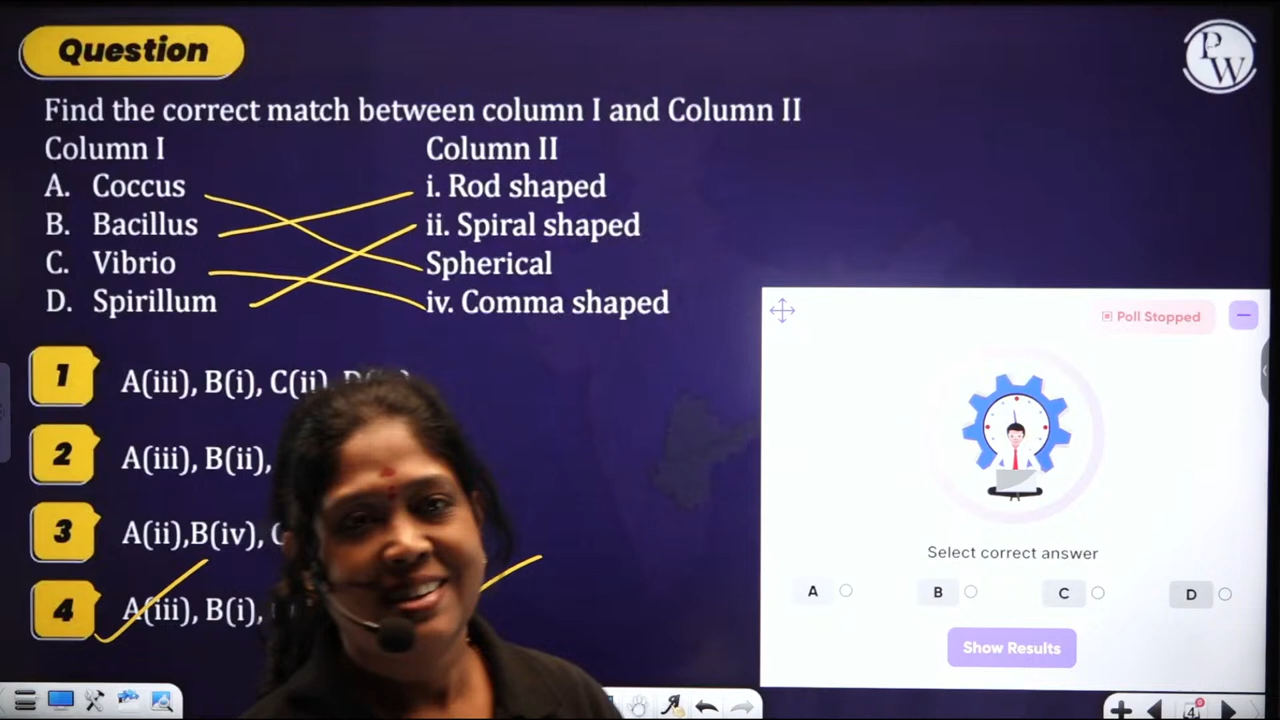 Question
PW
Find the correct match between column I and Column II
Column I Column II
A. Coccus i. Rod shaped
B. Bacillus ii. Spiral shaped
C. Vibrio Spherical
D. Spirillum iv. Comma shaped
1 A(iii), B(i), C(ii),
2 A(iii), B(ii),
3 A(ii),B(iv),
4 A(iii), B(i),
Poll Stopped
Select correct answer
A B C D
Show Results
4